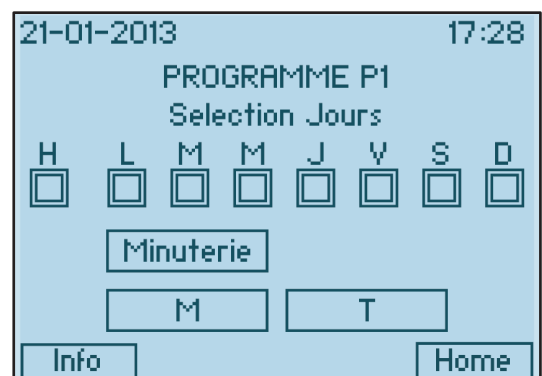 21-01-2013 17:28
PROGRAMME P1
Selection Jours
H L M M J V S D
Minuterie
M T
Info Home